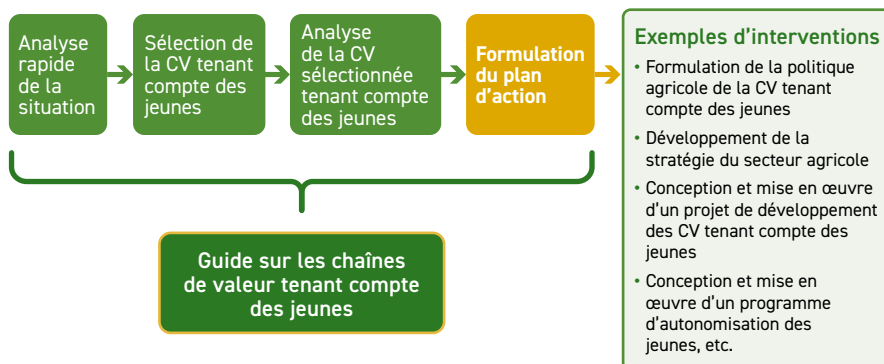 Analyse
rapide
de la
situation
Sélection de
la CV tenant
compte des
jeunes
Analyse
de la CV
sélectionnée
tenant compte
des jeunes
Formulation
du plan
d’action
Exemples d’interventions
• Formulation de la politique
agricole de la CV tenant
compte des jeunes
• Développement de la
stratégie du secteur agricole
• Conception et mise en œuvre
d’un projet de développement
des CV tenant compte des
jeunes
• Conception et mise en
œuvre d’un programme
d’autonomisation des
jeunes, etc.
Guide sur les chaînes
de valeur tenant compte
des jeunes